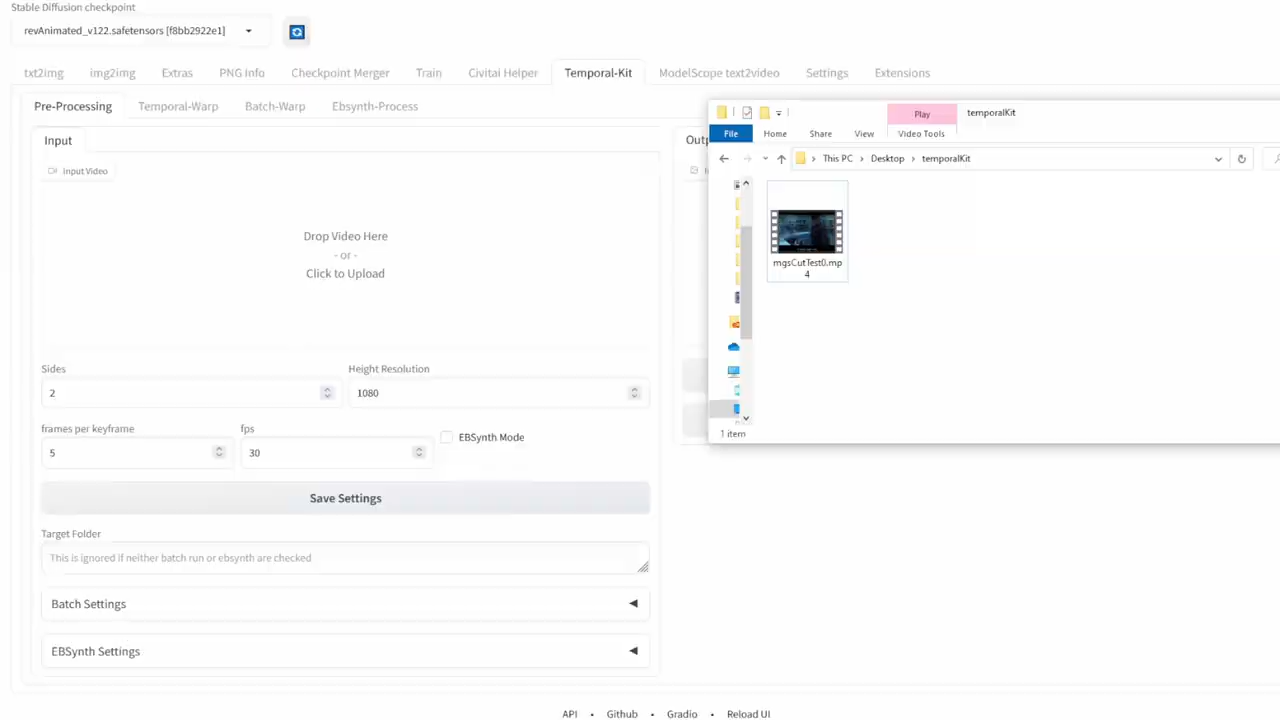 Stable Diffusion checkpoint
revAnimated_v122.safetensors [f8bb2922e1]
txt2img img2img Extras PNG Info Checkpoint Merger Train Civitai Helper Temporal-Kit ModelScope text2video Settings Extensions
Pre-Processing Temporal-Warp Batch-Warp Ebsynth-Process
Input
Input Video
Drop Video Here
- or -
Click to Upload
Sides
2
Height Resolution
1080
frames per keyframe
5
fps
30
EBSynth Mode
Save Settings
Target Folder
This is ignored if neither batch run or ebsynth are checked
Batch Settings
EBSynth Settings
Play
temporalKit
File Home Share View Video Tools
This PC Desktop temporalKit
mgsCutTest0.mp
4
1 item
API • Github • Gradio • Reload UI